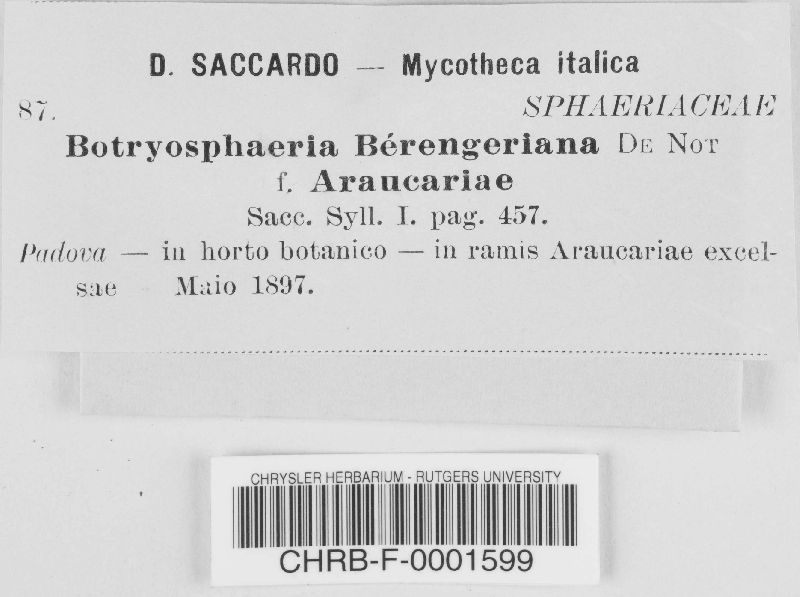 D. SACCARDO — Mycotheca italica
87. SPHAERIACEAE
Botryosphaeria Bérengeriana DE NOT
f. Araucariae
Sacc. Syll. I. pag. 457.
Padova — in horto botanico — in ramis Araucariae excel-
sae Maio 1897.
CHRYSLER HERBARIUM - RUTGERS UNIVERSITY
CHRB-F-0001599